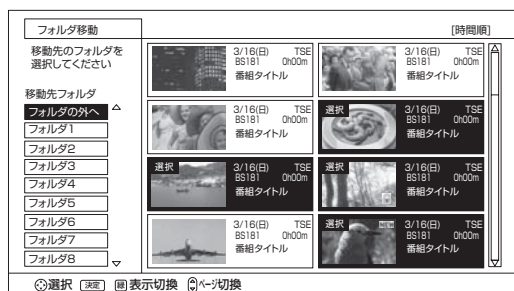 フォルダ移動
[時間順]
移動先のフォルダを
選択してください
移動先フォルダ
フォルダの外へ
フォルダ1
フォルダ2
フォルダ3
フォルダ4
フォルダ5
フォルダ6
フォルダ7
フォルダ8
3/16(日) TSE
BS181 0h00m
番組タイトル
3/16(日) TSE
BS181 0h00m
番組タイトル
3/16(日) TSE
BS181 0h00m
番組タイトル
選択
3/16(日) TSE
BS181 0h00m
番組タイトル
選択
3/16(日) TSE
BS181 0h00m
番組タイトル
選択
3/16(日) TSE
BS181 0h00m
番組タイトル
3/16(日) TSE
BS181 0h00m
番組タイトル
選択 NEW
3/16(日) TSE
BS181 0h00m
番組タイトル
選択 決定 緑 表示切換 ページ切換